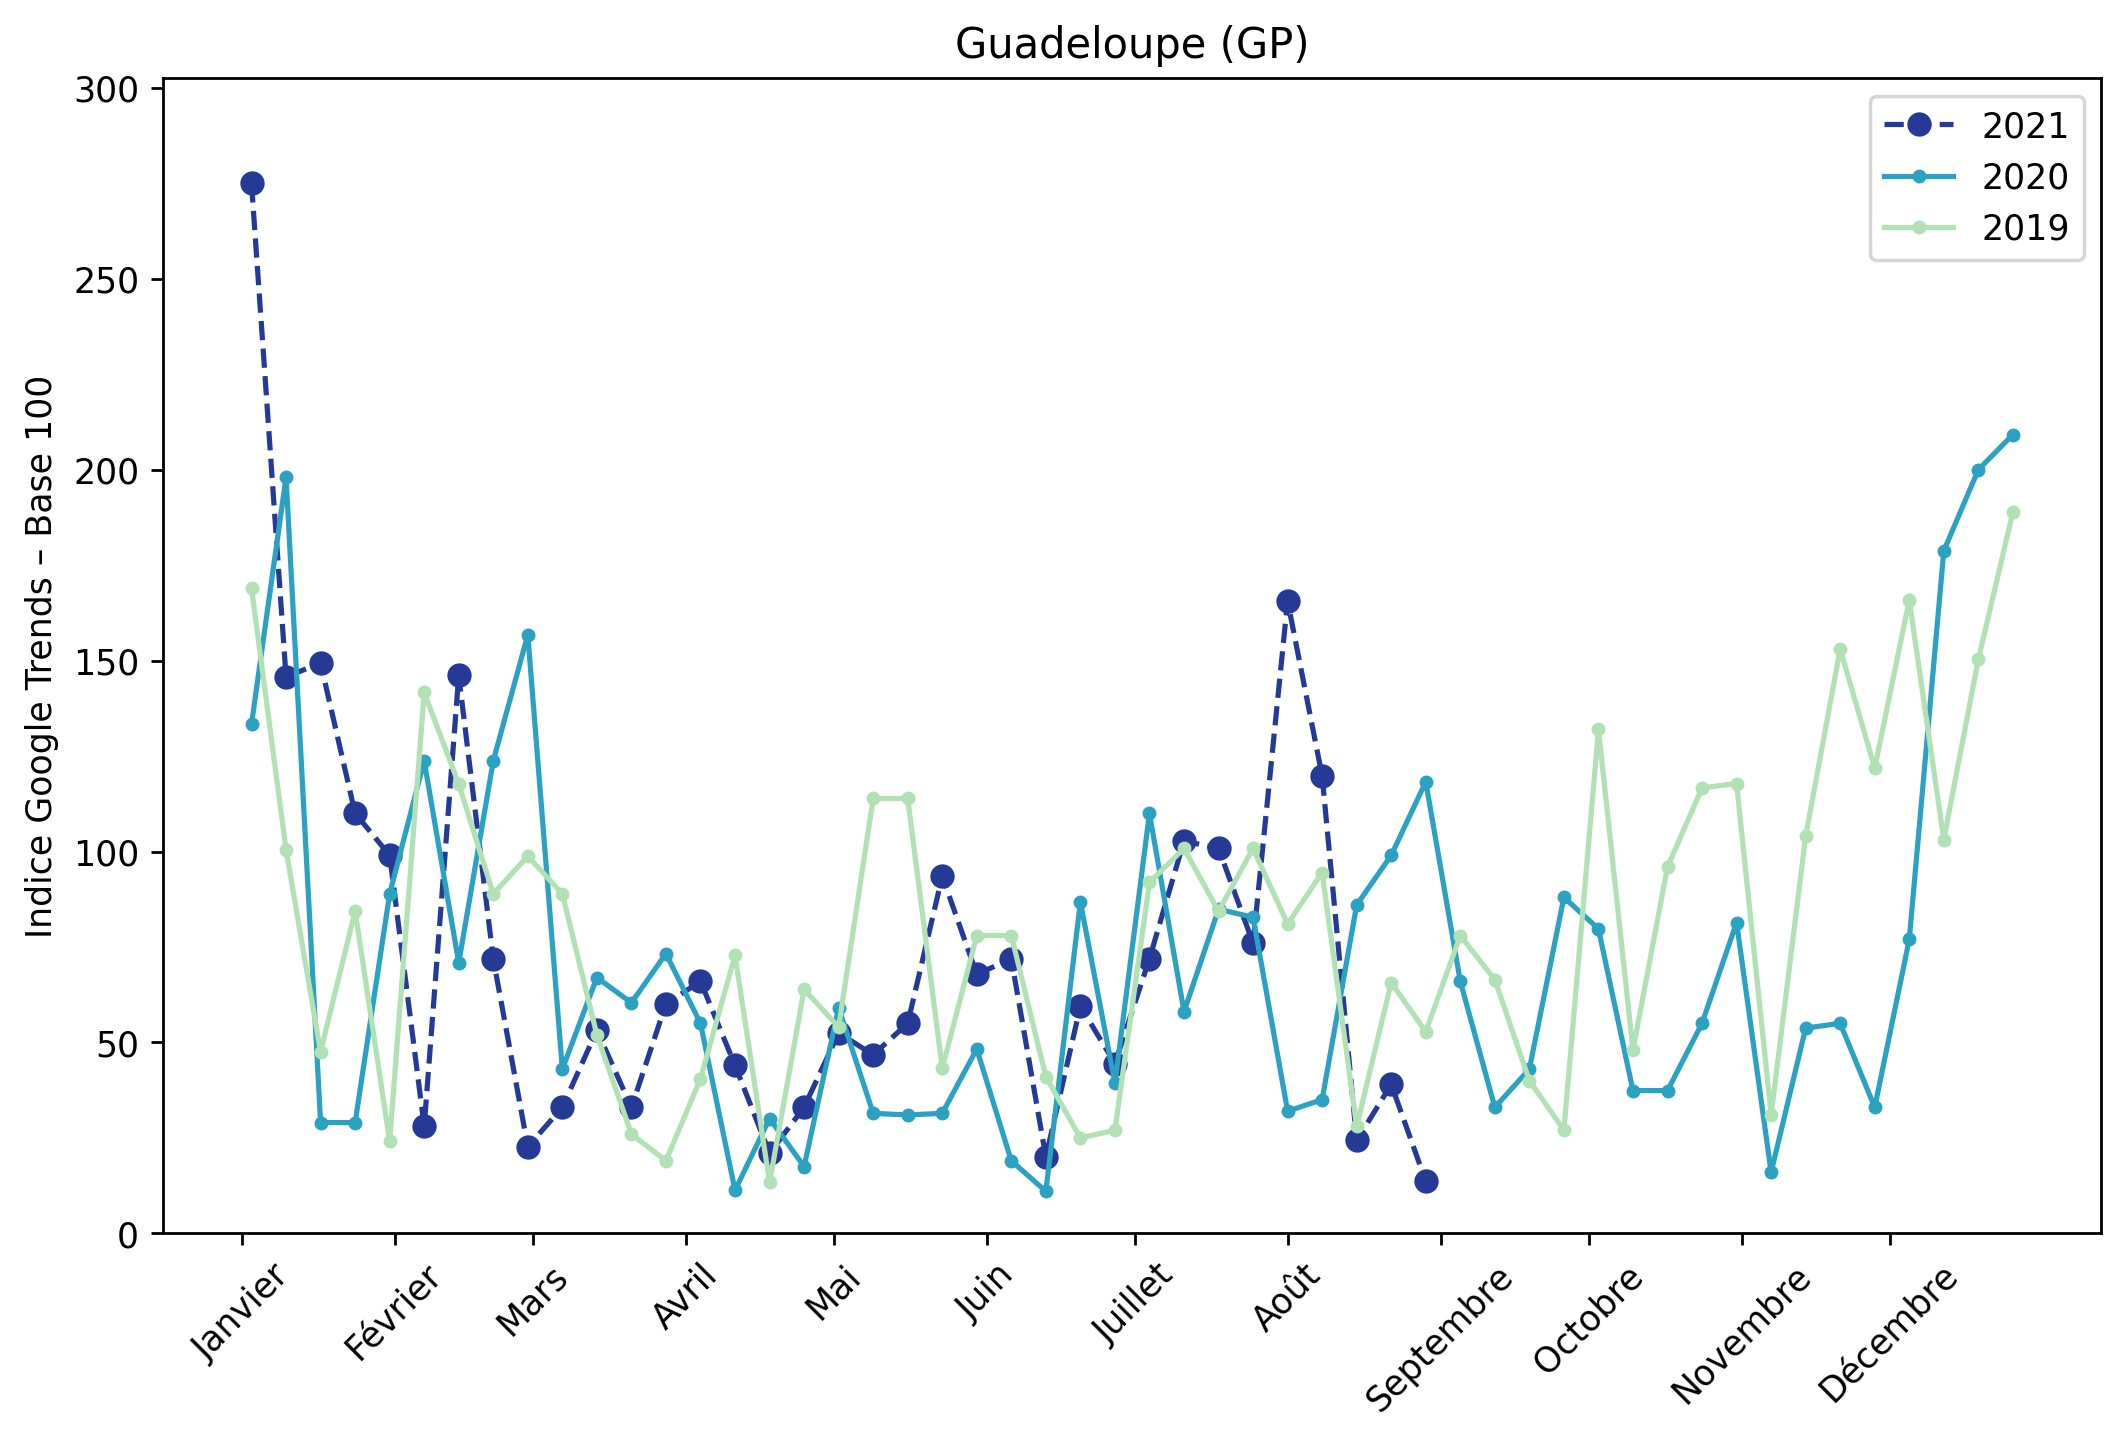 Guadeloupe (GP)
Indice Google Trends – Base 100
300
250
200
150
100
50
0
2021
2020
2019
Janvier
Février
Mars
Avril
Mai
Juin
Juillet
Août
Septembre
Octobre
Novembre
Décembre